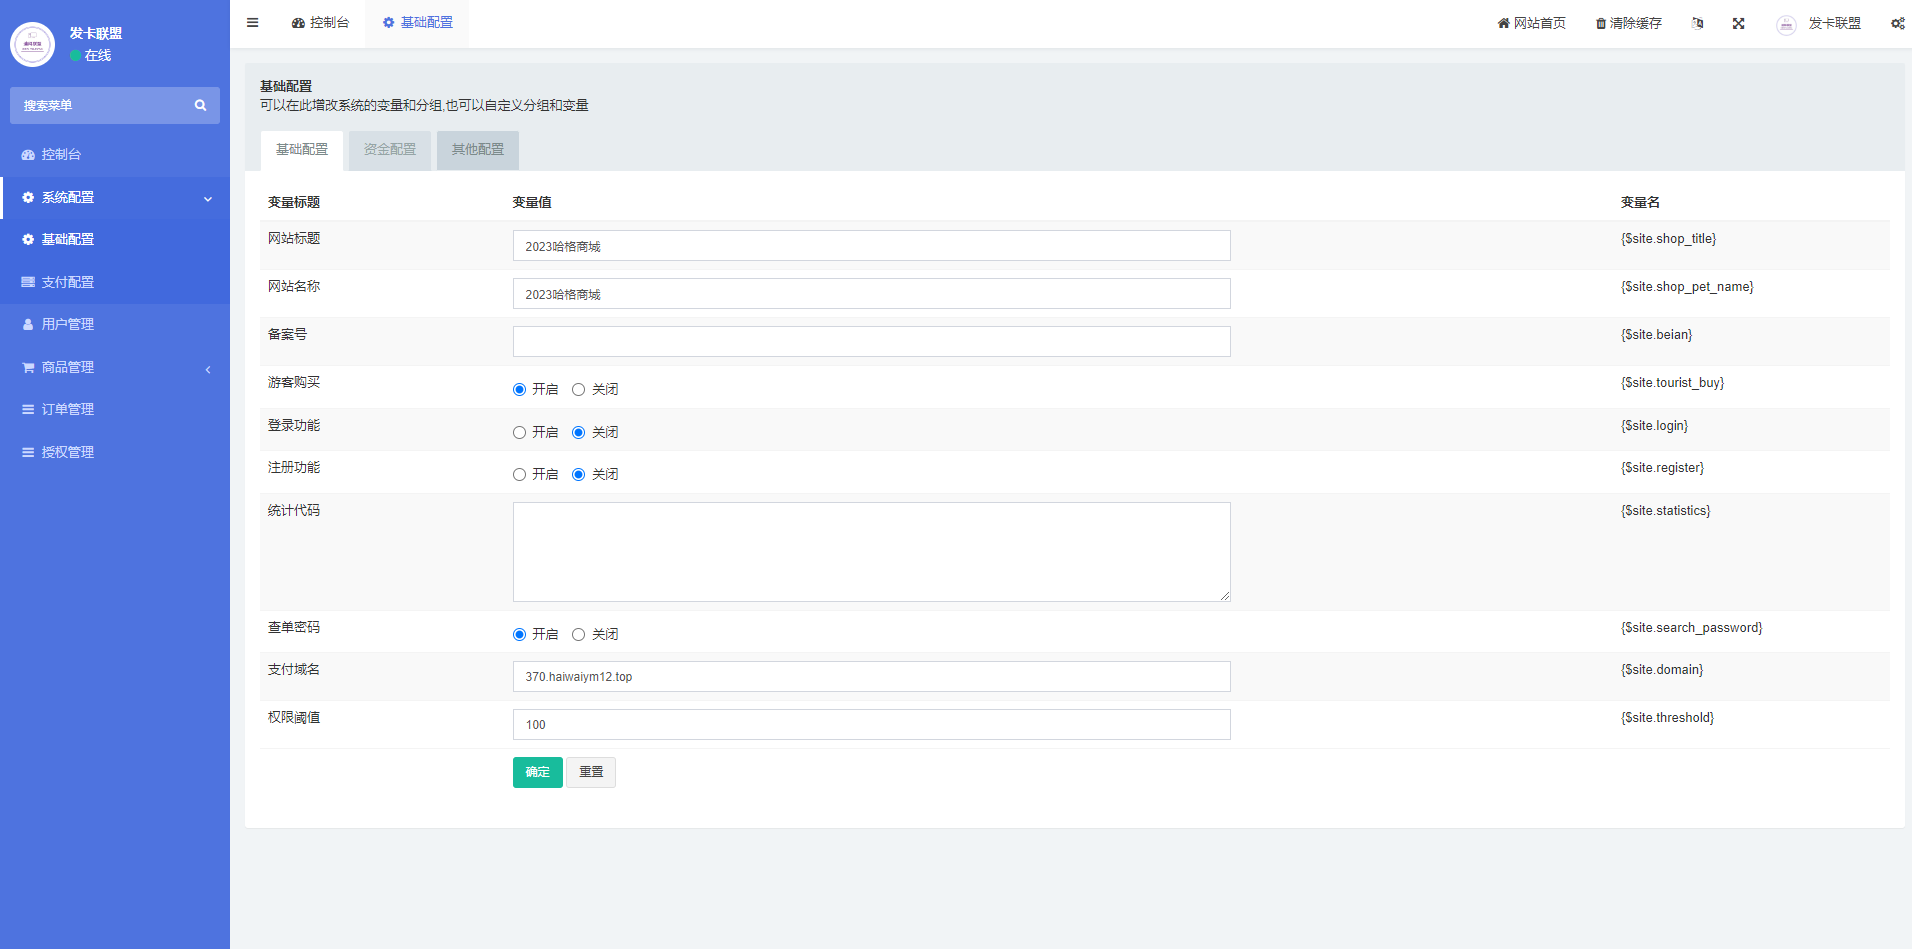 发卡联盟
在线
搜索菜单
控制台
系统配置
基础配置
支付配置
用户管理
商品管理
订单管理
授权管理
控制台
基础配置
网站首页
清除缓存
发卡联盟
基础配置
可以在此增改系统的变量和分组,也可以自定义分组和变量
基础配置 资金配置 其他配置
变量标题 变量值 变量名
网站标题 2023哈格商城 {$site.shop_title}
网站名称 2023哈格商城 {$site.shop_pet_name}
备案号 {$site.beian}
游客购买 开启 关闭 {$site.tourist_buy}
登录功能 开启 关闭 {$site.login}
注册功能 开启 关闭 {$site.register}
统计代码 {$site.statistics}
查单密码 开启 关闭 {$site.search_password}
支付域名 370.haiwaiym12.top {$site.domain}
权限阈值 100 {$site.threshold}
确定 重置